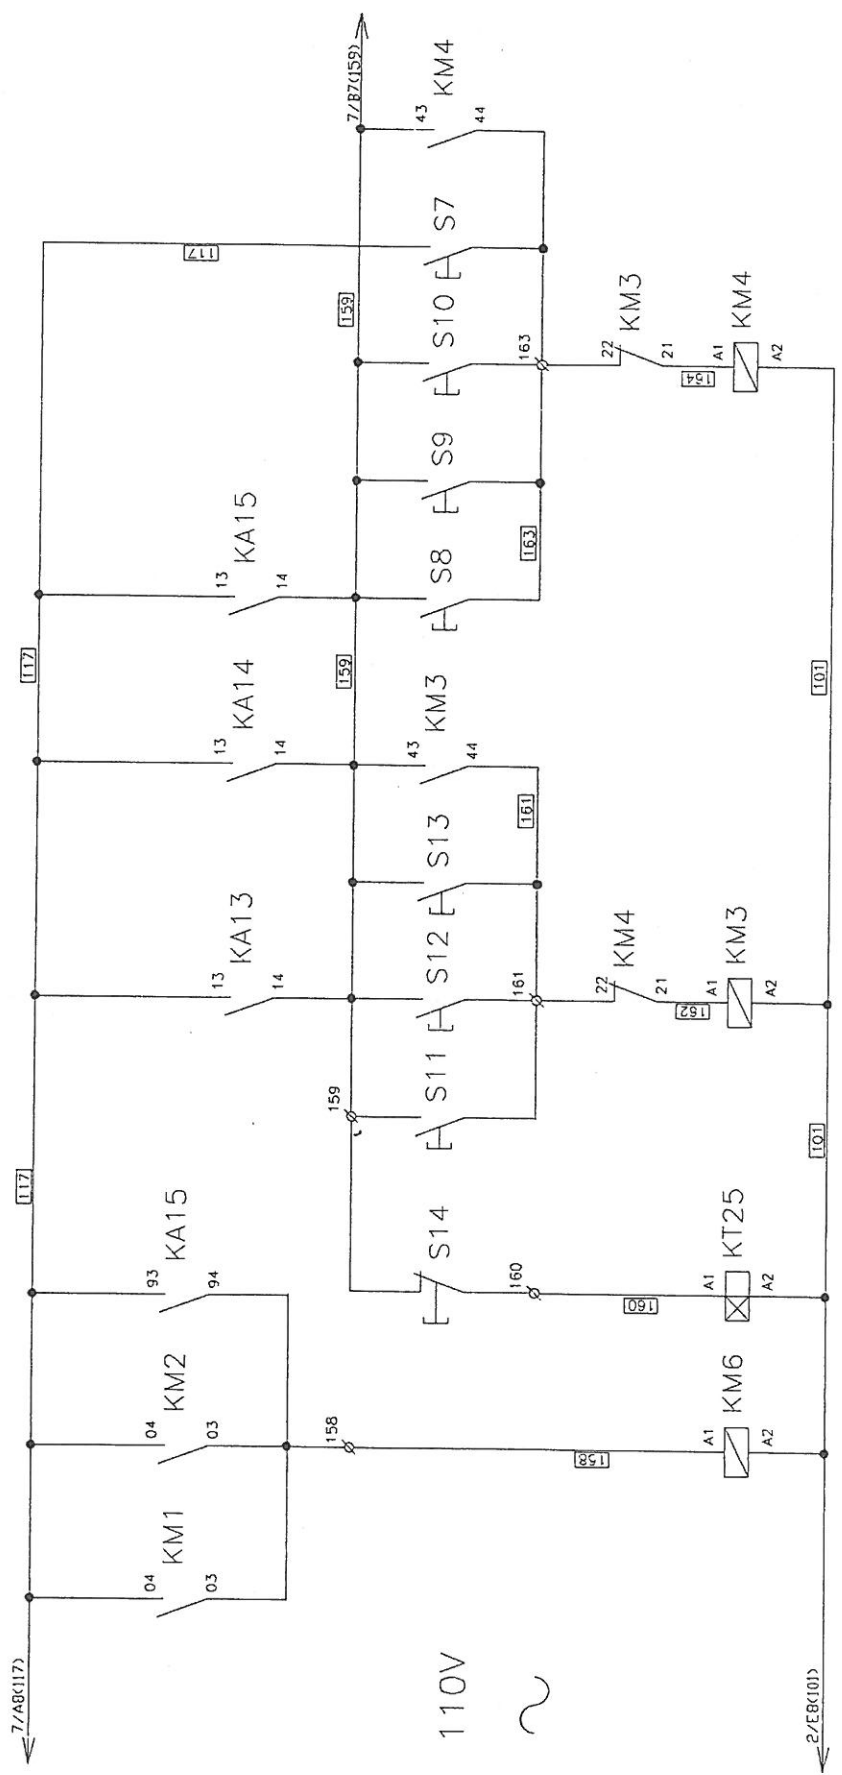 7/A8(117)
117
117
04
04
93
KM1
KM2
KA15
03
03
94
117
13
13
13
KA13
KA14
KA15
14
14
14
158
159
159
159
7/B7(159)
43
43
S14
S11
S12
S13
KM3
S8
S9
S10
S7
KM4
44
44
110V
~
160
161
161
163
163
158
22
22
KM4
KM3
160
21
21
162
A1
A1
A1
A1
KM6
KT25
KM3
KM4
A2
A2
A2
A2
2/E8(101)
101
101